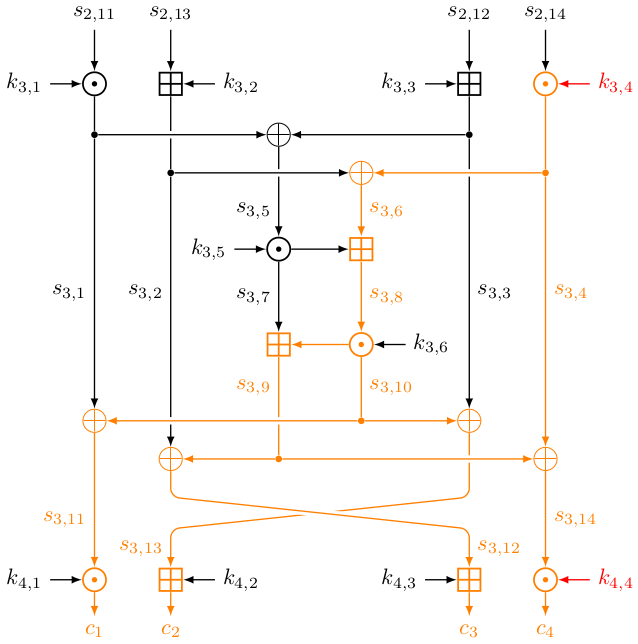 s_{2,11} s_{2,13} s_{2,12} s_{2,14}
k_{3,1} k_{3,2} k_{3,3} k_{3,4}
s_{3,5} s_{3,6}
k_{3,5}
s_{3,1} s_{3,2} s_{3,7} s_{3,8} s_{3,3} s_{3,4}
k_{3,6}
s_{3,9} s_{3,10}
s_{3,11} s_{3,14}
s_{3,13} s_{3,12}
k_{4,1} k_{4,2} k_{4,3} k_{4,4}
c_1 c_2 c_3 c_4